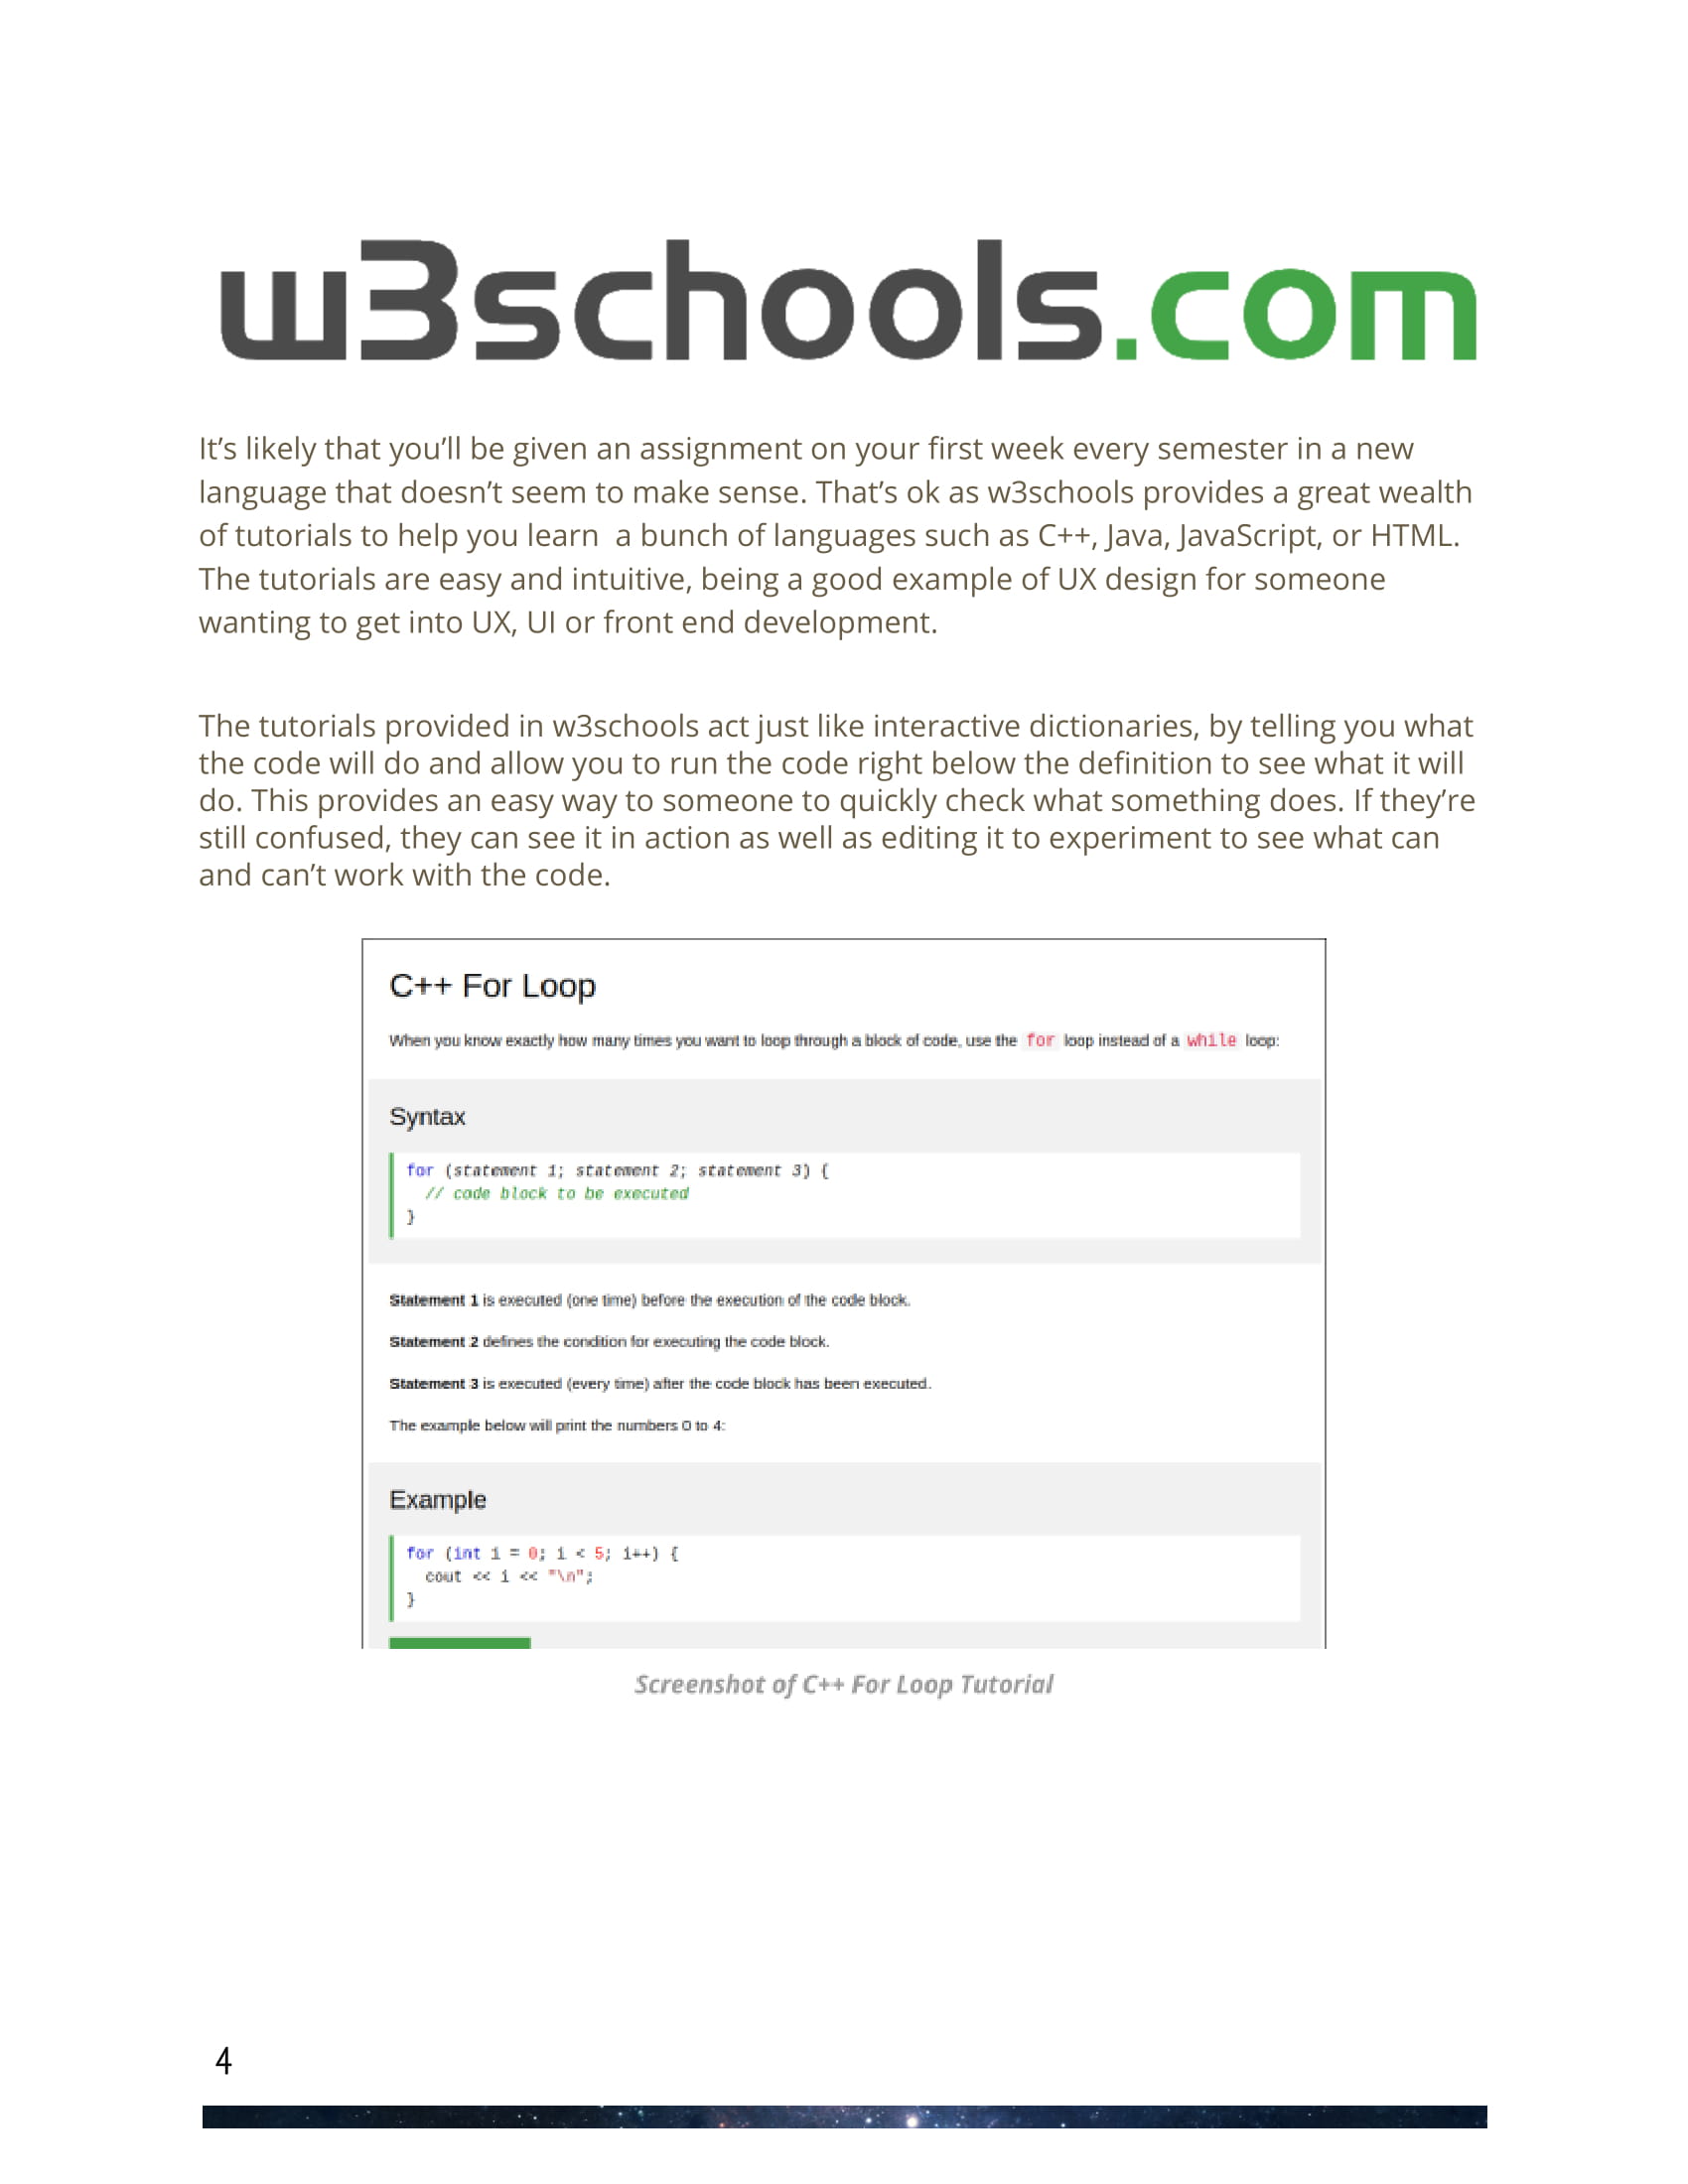 w3schools.com
It’s likely that you’ll be given an assignment on your first week every semester in a new
language that doesn’t seem to make sense. That’s ok as w3schools provides a great wealth
of tutorials to help you learn  a bunch of languages such as C++, Java, JavaScript, or HTML.
The tutorials are easy and intuitive, being a good example of UX design for someone
wanting to get into UX, UI or front end development.
The tutorials provided in w3schools act just like interactive dictionaries, by telling you what
the code will do and allow you to run the code right below the definition to see what it will
do. This provides an easy way to someone to quickly check what something does. If they’re
still confused, they can see it in action as well as editing it to experiment to see what can
and can’t work with the code.
C++ For Loop
When you know exactly how many times you want to loop through a block of code, use the for loop instead of a while loop:
Syntax
for (statement 1; statement 2; statement 3) {
  // code block to be executed
}
Statement 1 is executed (one time) before the execution of the code block.
Statement 2 defines the condition for executing the code block.
Statement 3 is executed (every time) after the code block has been executed.
The example below will print the numbers 0 to 4:
Example
for (int i = 0; i < 5; i++) {
  cout << i << "\n";
}
Screenshot of C++ For Loop Tutorial
4